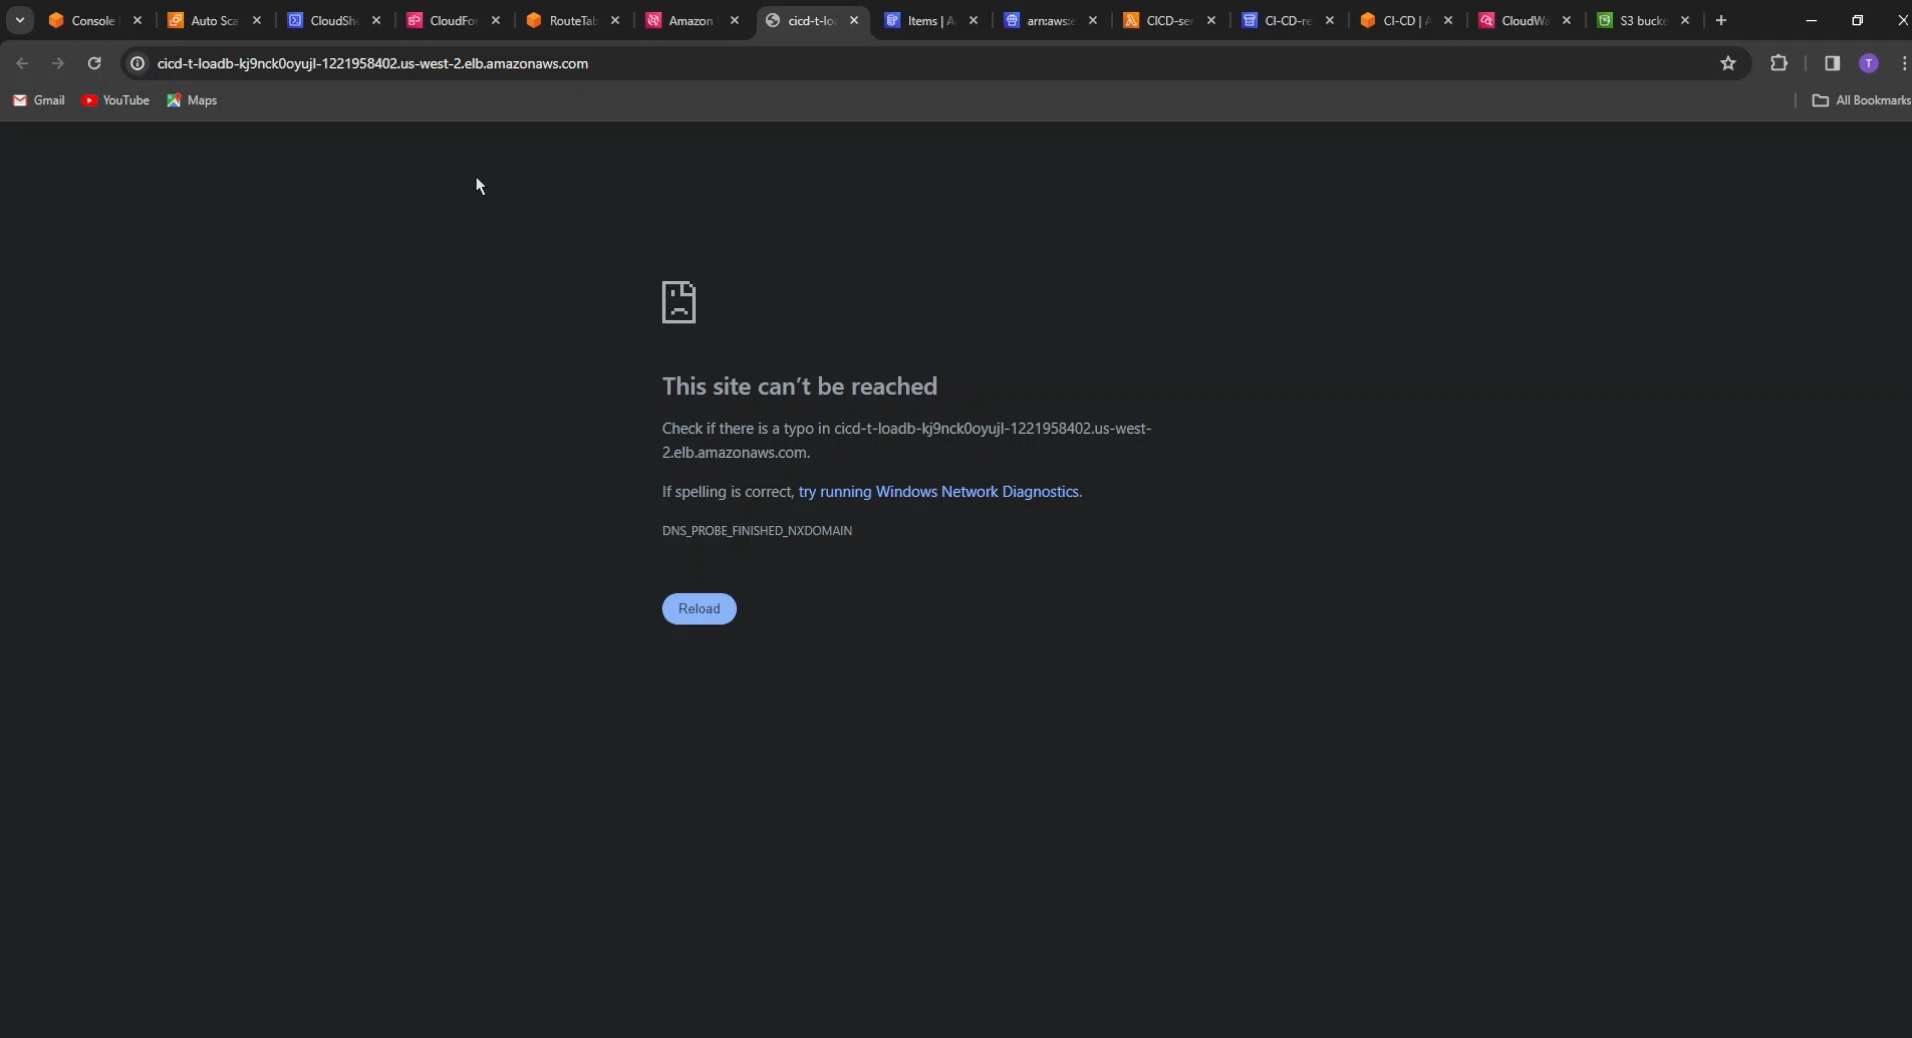 Console
Auto Sca
CloudShe
CloudFor
RouteTab
Amazon
cicd-t-loa
Items | A
arn:aws:e
CICD-ser
CI-CD-re
CI-CD | A
CloudWa
S3 bucke
cicd-t-loadb-kj9nck0oyujl-1221958402.us-west-2.elb.amazonaws.com
T
Gmail
YouTube
Maps
All Bookmarks
This site can't be reached
Check if there is a typo in cicd-t-loadb-kj9nck0oyujl-1221958402.us-west-
2.elb.amazonaws.com.
If spelling is correct, try running Windows Network Diagnostics.
DNS_PROBE_FINISHED_NXDOMAIN
Reload